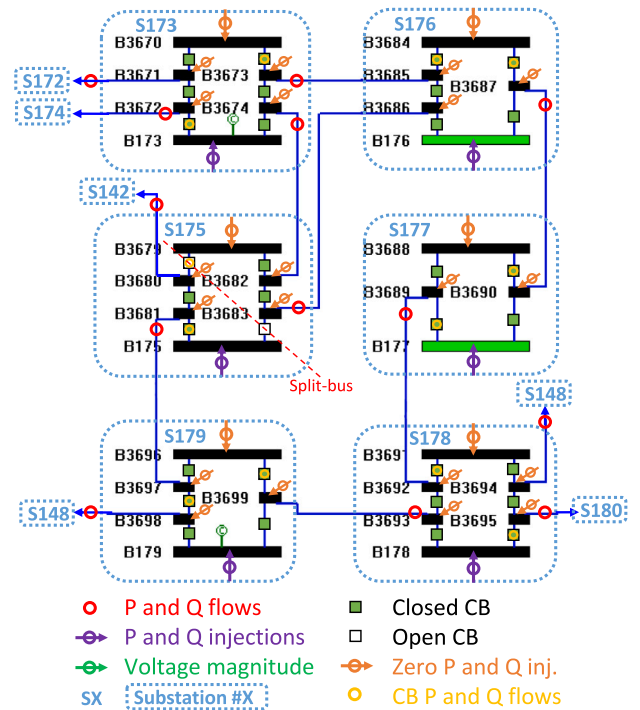 S173
S176
B3670
B3684
S172
B3671
B3673
B3685
B3687
S174
B3672
B3674
B3686
B173
B176
S142
S175
S177
B3679
B3688
B3680
B3682
B3689
B3690
B3681
B3683
B175
B177
Split-bus
S148
S179
S178
B3696
B3697
B3692
B3694
B3699
S148
B3698
B3693
B3695
S180
B179
B178
P and Q flows
Closed CB
P and Q injections
Open CB
Voltage magnitude
Zero P and Q inj.
SX
Substation #X
CB P and Q flows